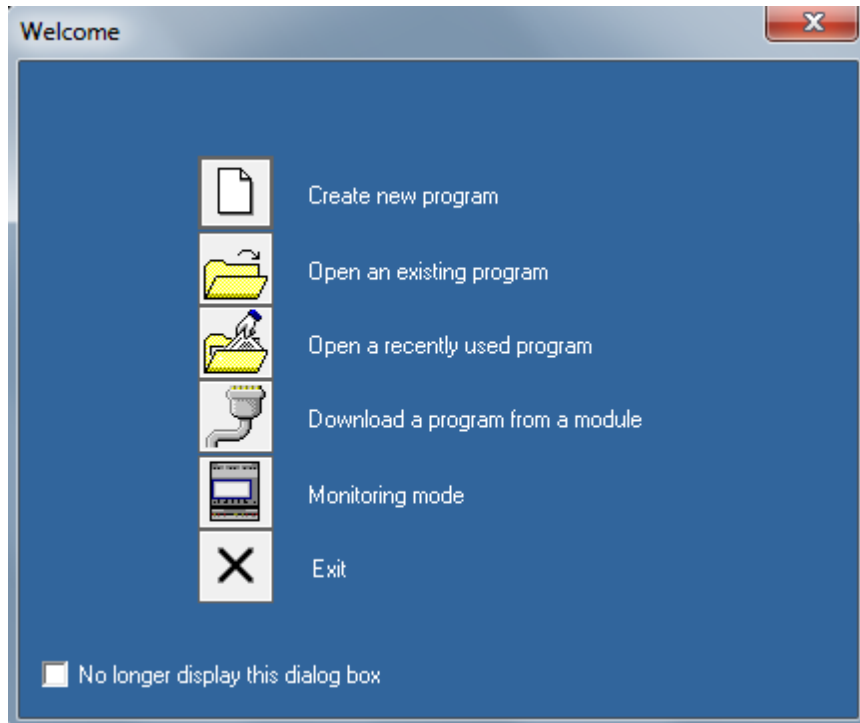 Welcome
Create new program
Open an existing program
Open a recently used program
Download a program from a module
Monitoring mode
Exit
No longer display this dialog box